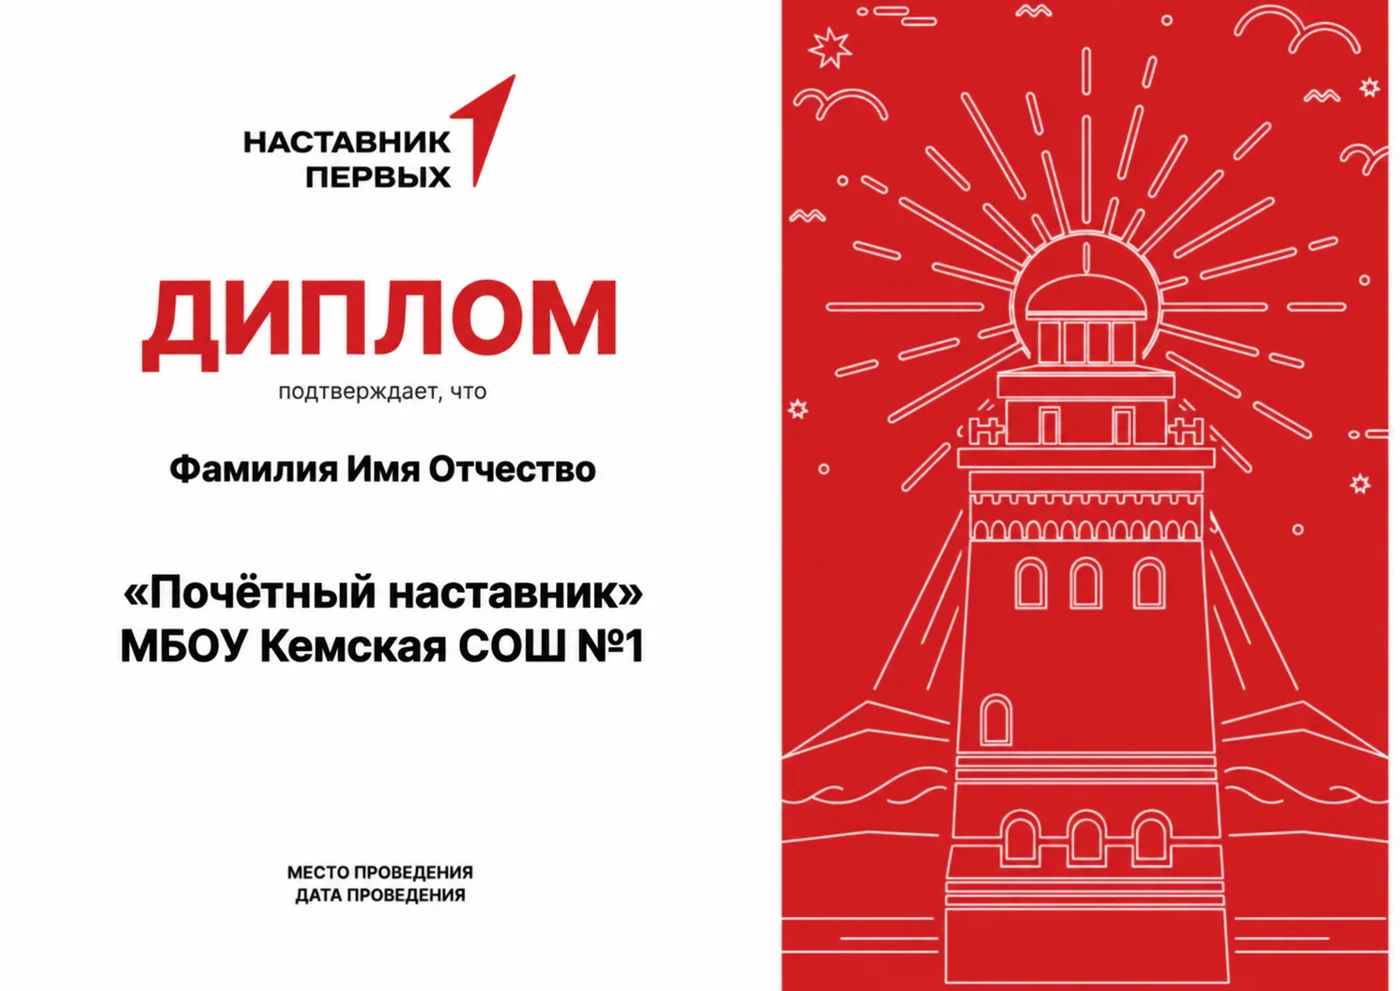 НАСТАВНИК
ПЕРВЫХ
ДИПЛОМ
подтверждает, что
Фамилия Имя Отчество
«Почётный наставник»
МБОУ Кемская СОШ №1
МЕСТО ПРОВЕДЕНИЯ
ДАТА ПРОВЕДЕНИЯ